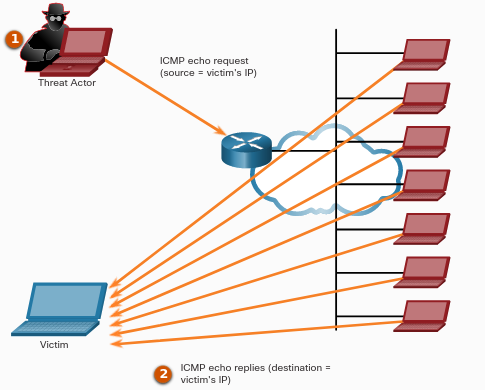 1
Threat Actor
ICMP echo request
(source = victim's IP)
Victim
2
ICMP echo replies (destination =
victim's IP)